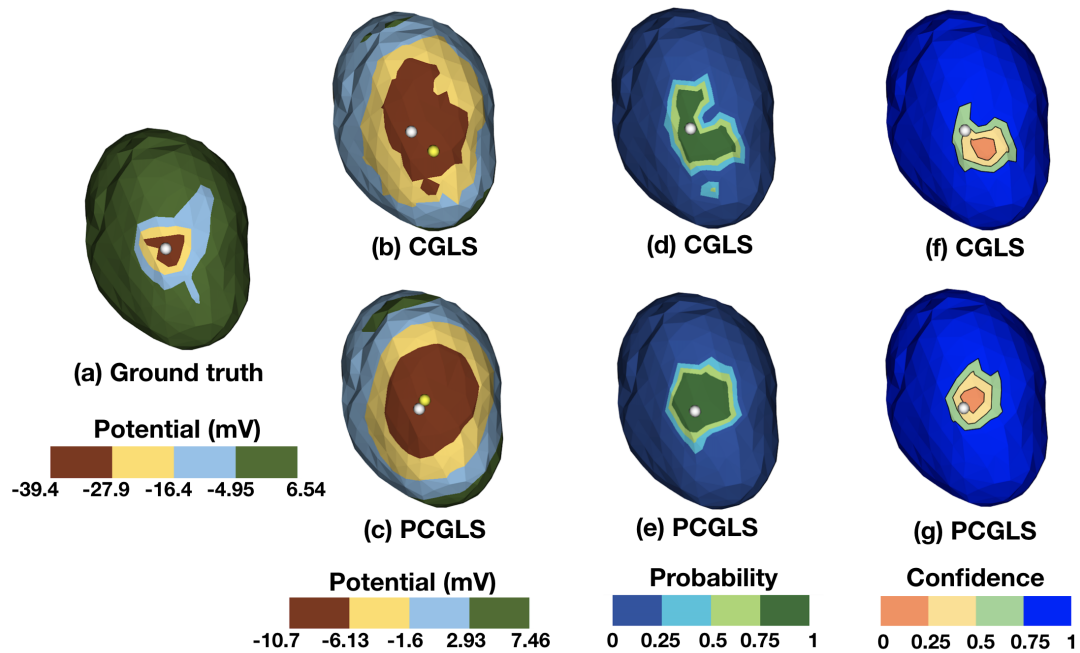 (b) CGLS
(d) CGLS
(f) CGLS
(a) Ground truth
Potential (mV)
-39.4 -27.9 -16.4 -4.95 6.54
(c) PCGLS
(e) PCGLS
(g) PCGLS
Potential (mV)
-10.7 -6.13 -1.6 2.93 7.46
Probability
0 0.25 0.5 0.75 1
Confidence
0 0.25 0.5 0.75 1